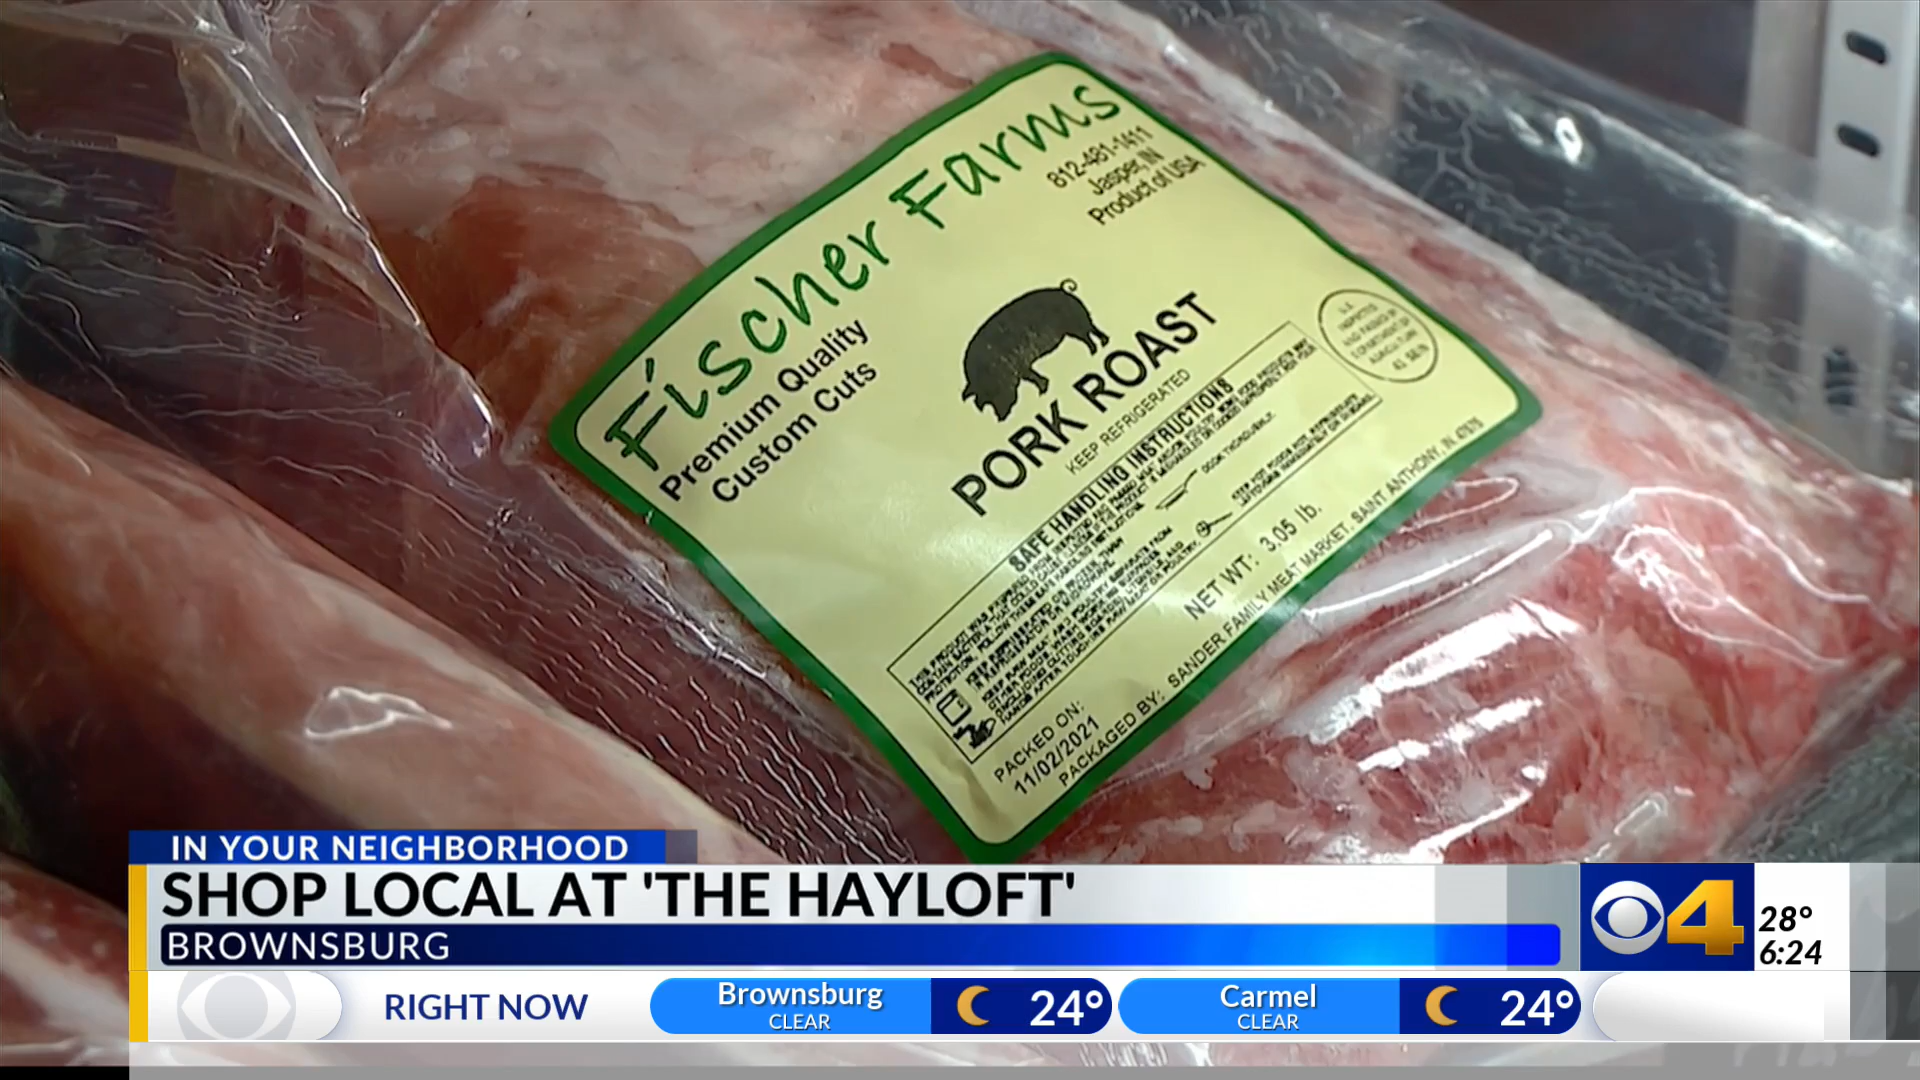 Fischer Farms
812-481-1411
Jasper, IN
Product of USA
Premium Quality
Custom Cuts
PORK ROAST
KEEP REFRIGERATED
SAFE HANDLING INSTRUCTIONS
NET WT: 3.05 lb.
PACKED ON:
11/02/2021
PACKAGED BY: SANDER FAMILY MEAT MARKET, SAINT ANTHONY, IN
IN YOUR NEIGHBORHOOD
SHOP LOCAL AT 'THE HAYLOFT'
BROWNSBURG
4
28°
6:24
RIGHT NOW
Brownsburg
CLEAR
24°
Carmel
CLEAR
24°